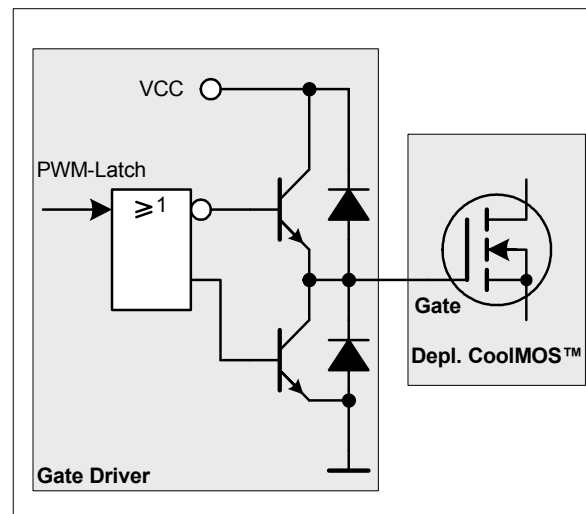 VCC
PWM-Latch
≥1
Gate
Depl. CoolMOS™
Gate Driver